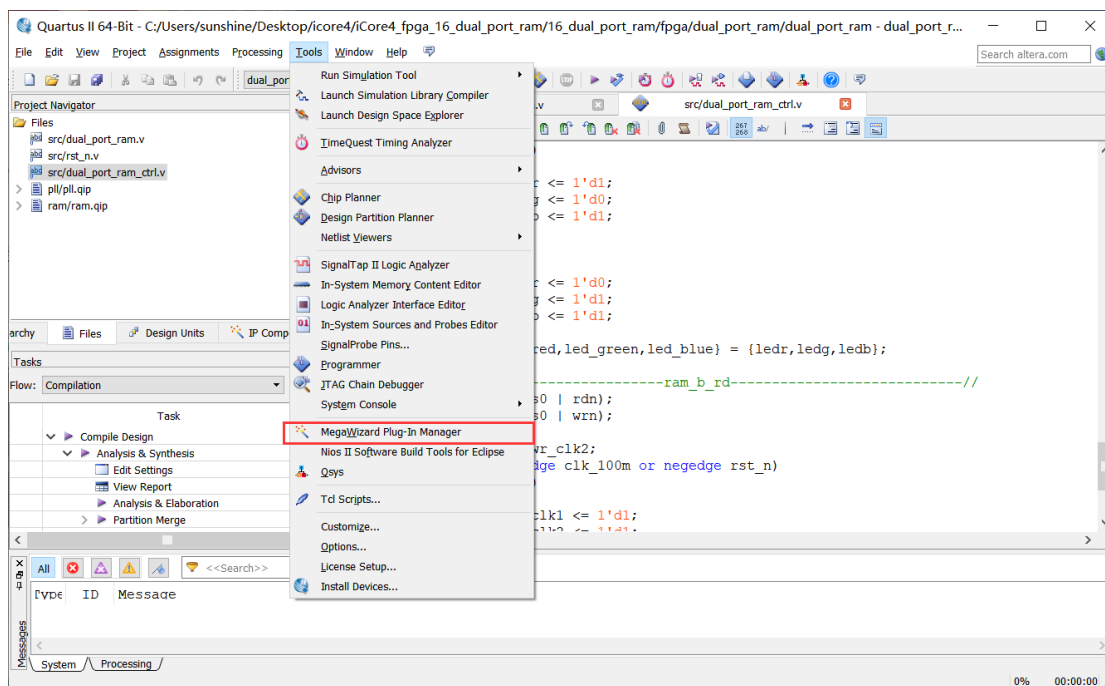 Quartus II 64-Bit - C:/Users/sunshine/Desktop/icore4/iCore4_fpga_16_dual_port_ram/16_dual_port_ram/fpga/dual_port_ram/dual_port_ram - dual_port_r...
File Edit View Project Assignments Processing Tools Window Help
Search altera.com
dual_por
Project Navigator
Files
src/dual_port_ram.v
src/rst_n.v
src/dual_port_ram_ctrl.v
pll/pll.qip
ram/ram.qip
archy Files Design Units IP Comp
Tasks
Flow: Compilation
Task
Compile Design
Analysis & Synthesis
Edit Settings
View Report
Analysis & Elaboration
Partition Merge
Run Simulation Tool
Launch Simulation Library Compiler
Launch Design Space Explorer
TimeQuest Timing Analyzer
Advisors
Chip Planner
Design Partition Planner
Netlist Viewers
SignalTap II Logic Analyzer
In-System Memory Content Editor
Logic Analyzer Interface Editor
In-System Sources and Probes Editor
SignalProbe Pins...
Programmer
JTAG Chain Debugger
System Console
MegaWizard Plug-In Manager
Nios II Software Build Tools for Eclipse
Qsys
Tcl Scripts...
Customize...
Options...
License Setup...
Install Devices...
.v src/dual_port_ram_ctrl.v
267 268 ab/
r <= 1'd1;
g <= 1'd0;
b <= 1'd1;
r <= 1'd0;
g <= 1'd1;
b <= 1'd1;
red,led_green,led_blue} = {ledr,ledg,ledb};
----------------ram_b_rd----------------------------//
s0 | rdn);
s0 | wrn);
wr_clk2;
dge clk_100m or negedge rst_n)
clk1 <= 1'd1;
clk2 <= 1'd1;
All <<Search>>
Type ID Message
Messages
System Processing
0% 00:00:00